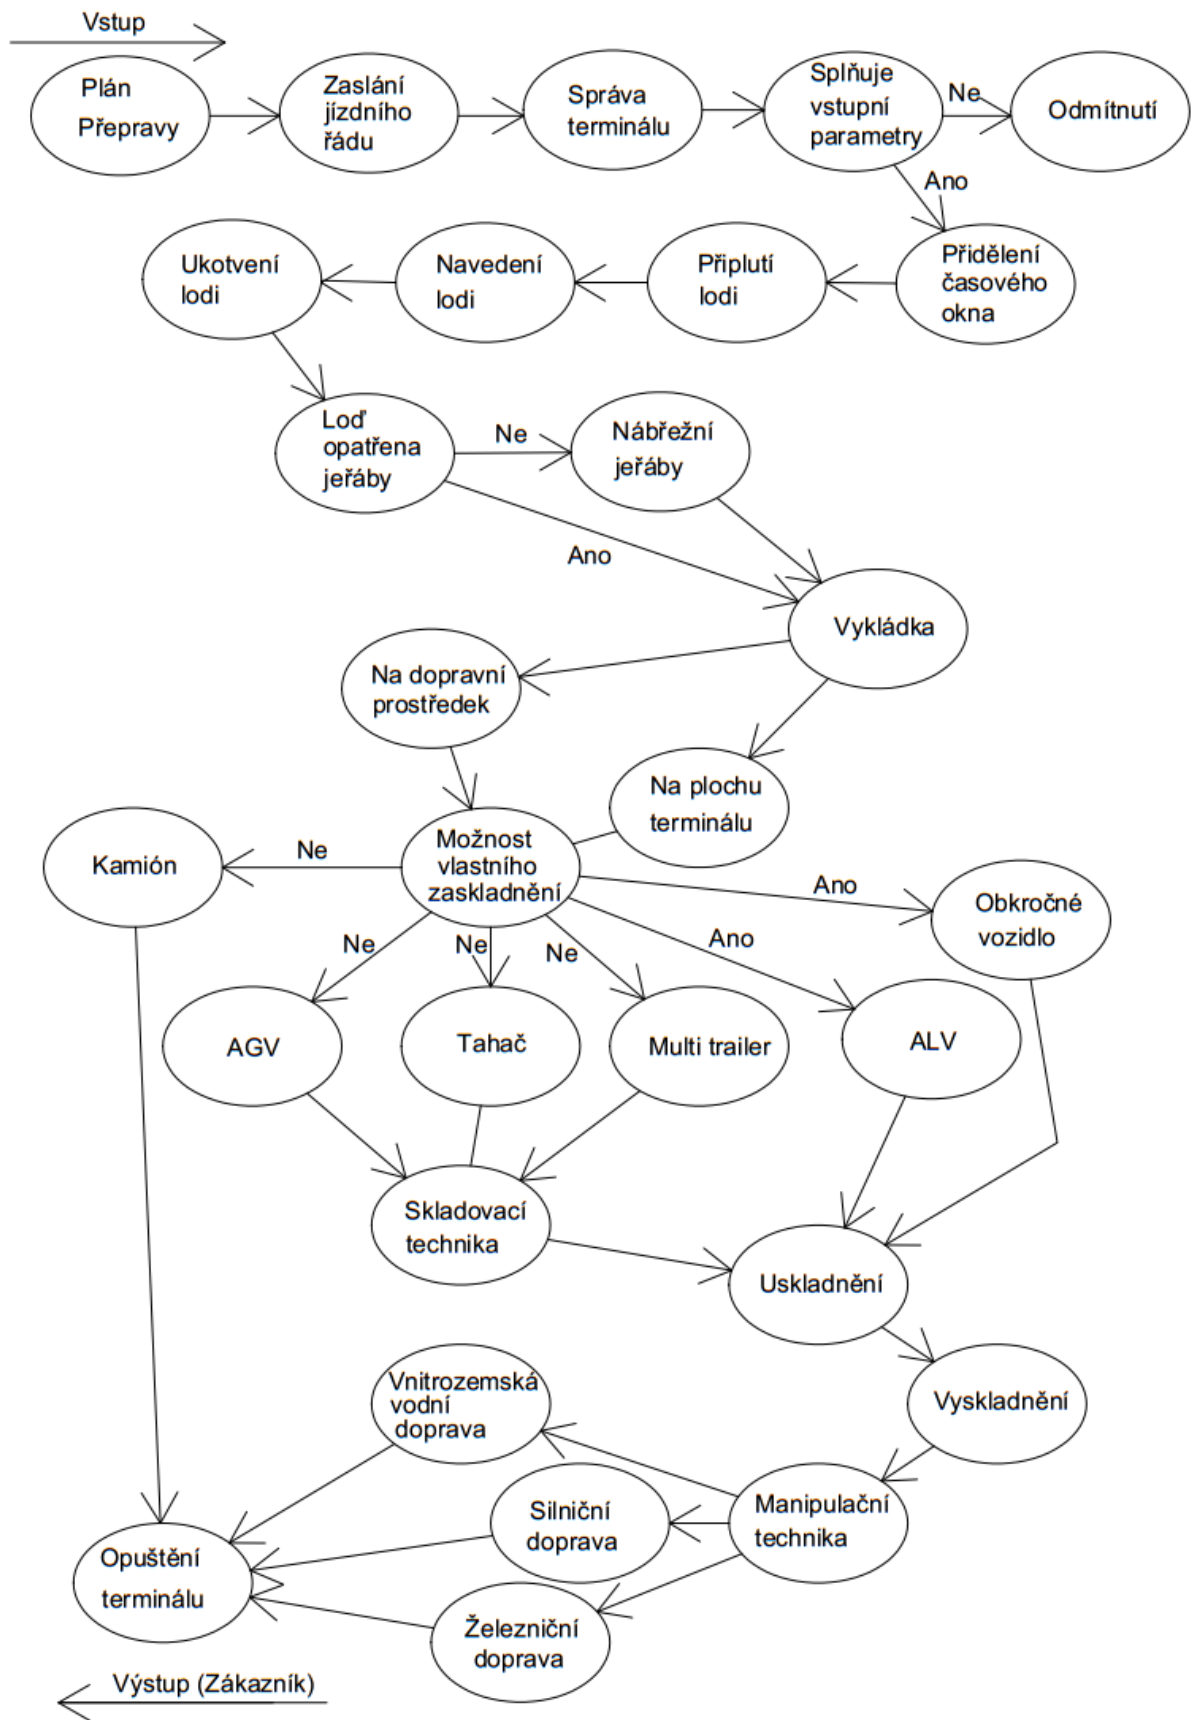 Vstup
Plán
Přepravy
Zaslání
jízdního
řádu
Správa
terminálu
Splňuje
vstupní
parametry
Ne
Odmítnutí
Ano
Ukotvení
lodi
Navedení
lodi
Připlutí
lodi
Přidělení
časového
okna
Loď
opatřena
jeřáby
Ne
Nábřežní
jeřáby
Ano
Vykládka
Na dopravní
prostředek
Na plochu
terminálu
Kamión
Ne
Možnost
vlastního
zaskladnění
Ano
Obkročné
vozidlo
Ne
Ne
Ne
Ano
AGV
Tahač
Multi trailer
ALV
Skladovací
technika
Uskladnění
Vnitrozemská
vodní
doprava
Vyskladnění
Silniční
doprava
Manipulační
technika
Opuštění
terminálu
Železniční
doprava
Výstup (Zákazník)